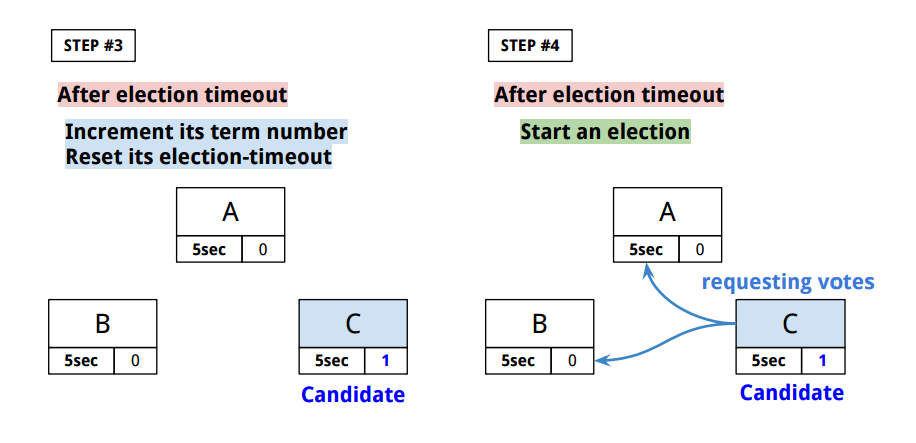 STEP #3
After election timeout
Increment its term number
Reset its election-timeout
A
5sec 0
B
5sec 0
C
5sec 1
Candidate
STEP #4
After election timeout
Start an election
A
5sec 0
requesting votes
B
5sec 0
C
5sec 1
Candidate